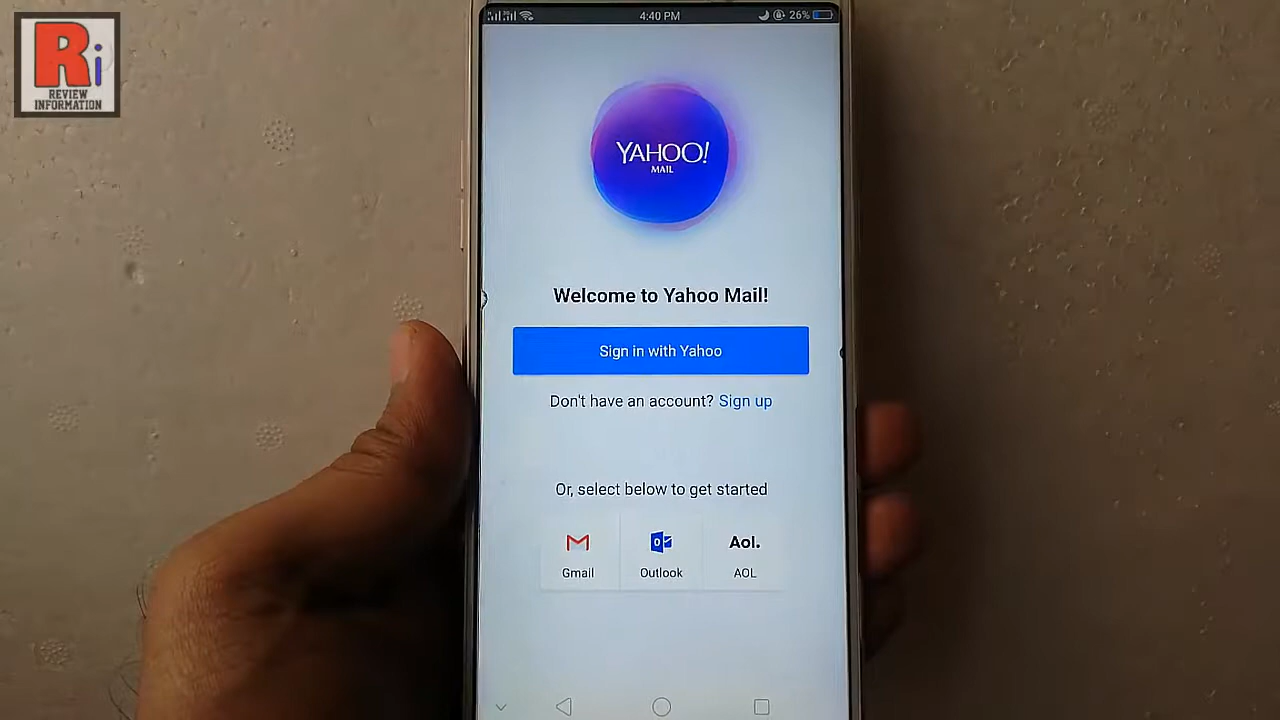 Ri
REVIEW
INFORMATION
4:40 PM
26%
YAHOO!
MAIL
Welcome to Yahoo Mail!
Sign in with Yahoo
Don't have an account? Sign up
Or, select below to get started
Aol.
Gmail Outlook AOL